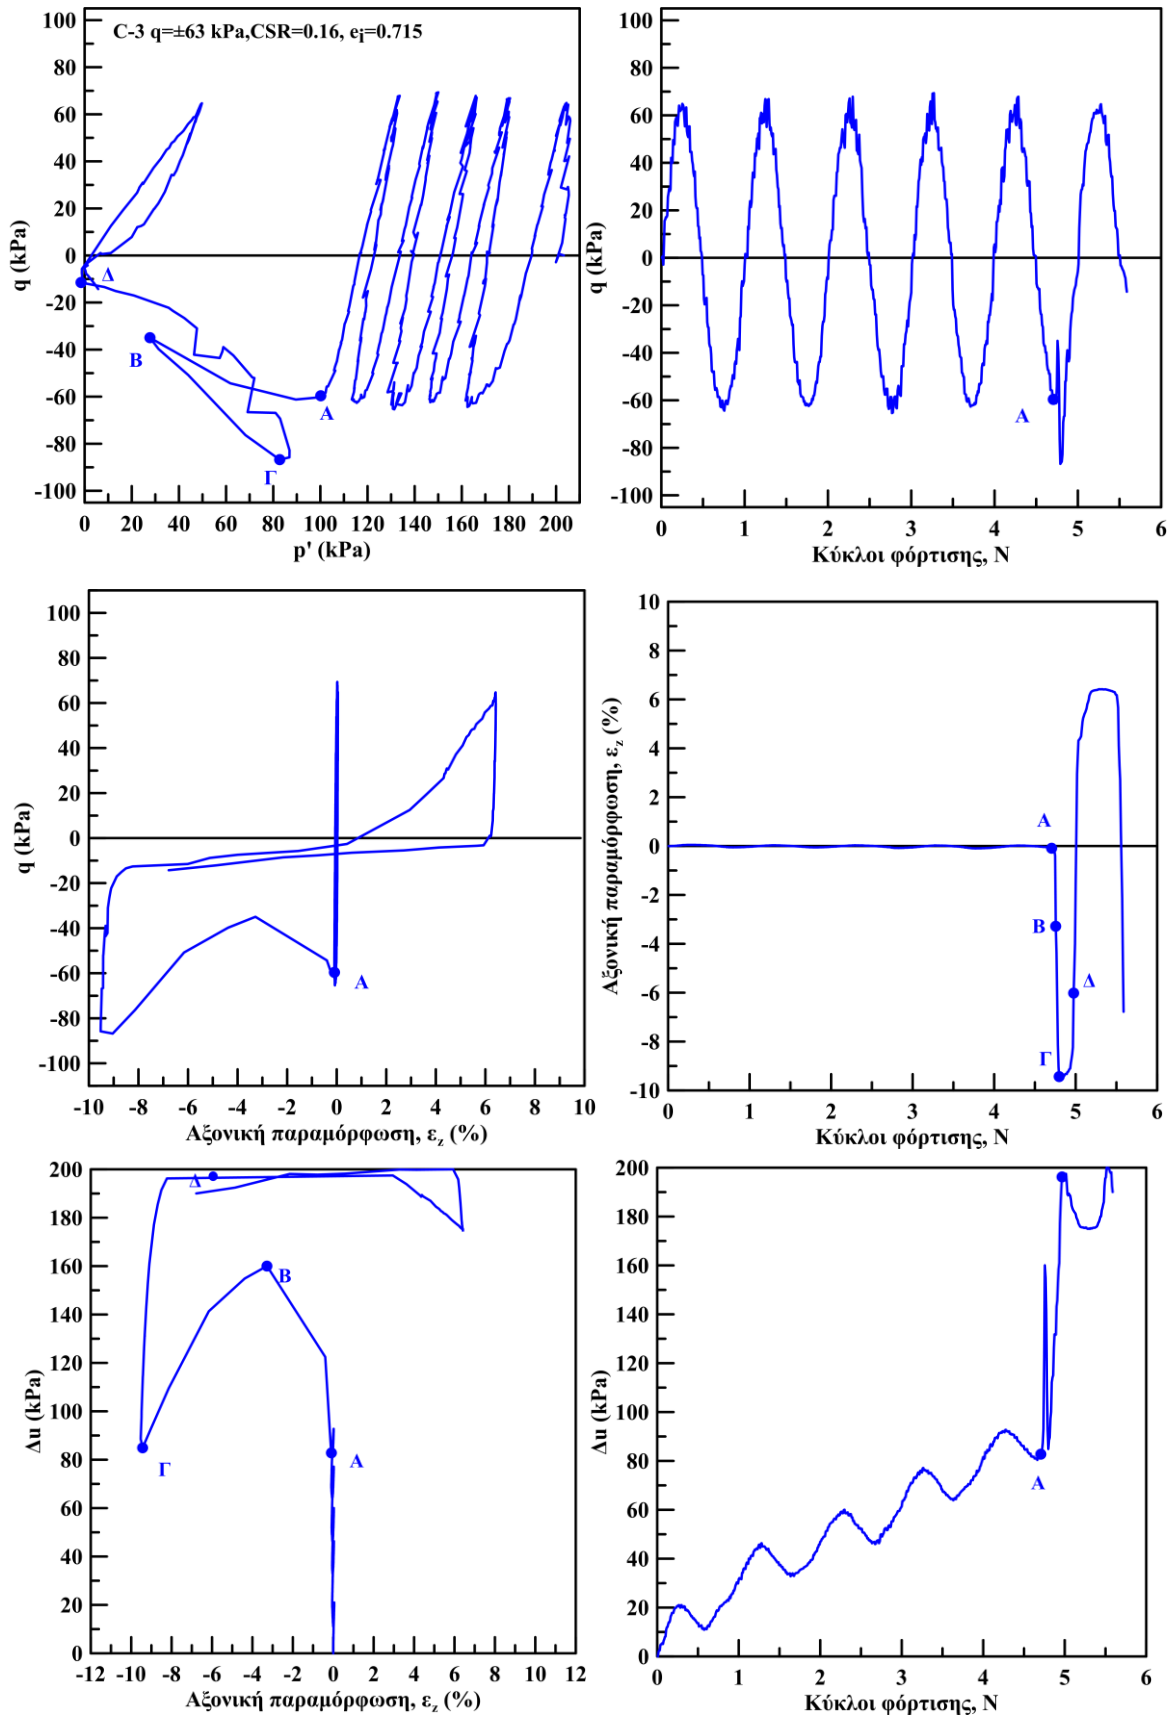 C-3 q=±63 kPa,CSR=0.16, ei=0.715
q (kPa)
100
80
60
40
20
0
-20
-40
-60
-80
-100
Δ
B
A
Γ
0 20 40 60 80 100 120 140 160 180 200
p' (kPa)
q (kPa)
100
80
60
40
20
0
-20
-40
-60
-80
-100
A
0 1 2 3 4 5 6
Κύκλοι φόρτισης, N
q (kPa)
100
80
60
40
20
0
-20
-40
-60
-80
-100
A
-10 -8 -6 -4 -2 0 2 4 6 8 10
Αξονική παραμόρφωση, εz (%)
Αξονική παραμόρφωση, εz (%)
10
8
6
4
2
0
-2
-4
-6
-8
-10
A
B
Δ
Γ
0 1 2 3 4 5 6
Κύκλοι φόρτισης, N
Δu (kPa)
200
180
160
140
120
100
80
60
40
20
0
Δ
B
Γ
A
-12 -10 -8 -6 -4 -2 0 2 4 6 8 10 12
Αξονική παραμόρφωση, εz (%)
Δu (kPa)
200
180
160
140
120
100
80
60
40
20
0
A
0 1 2 3 4 5 6
Κύκλοι φόρτισης, N